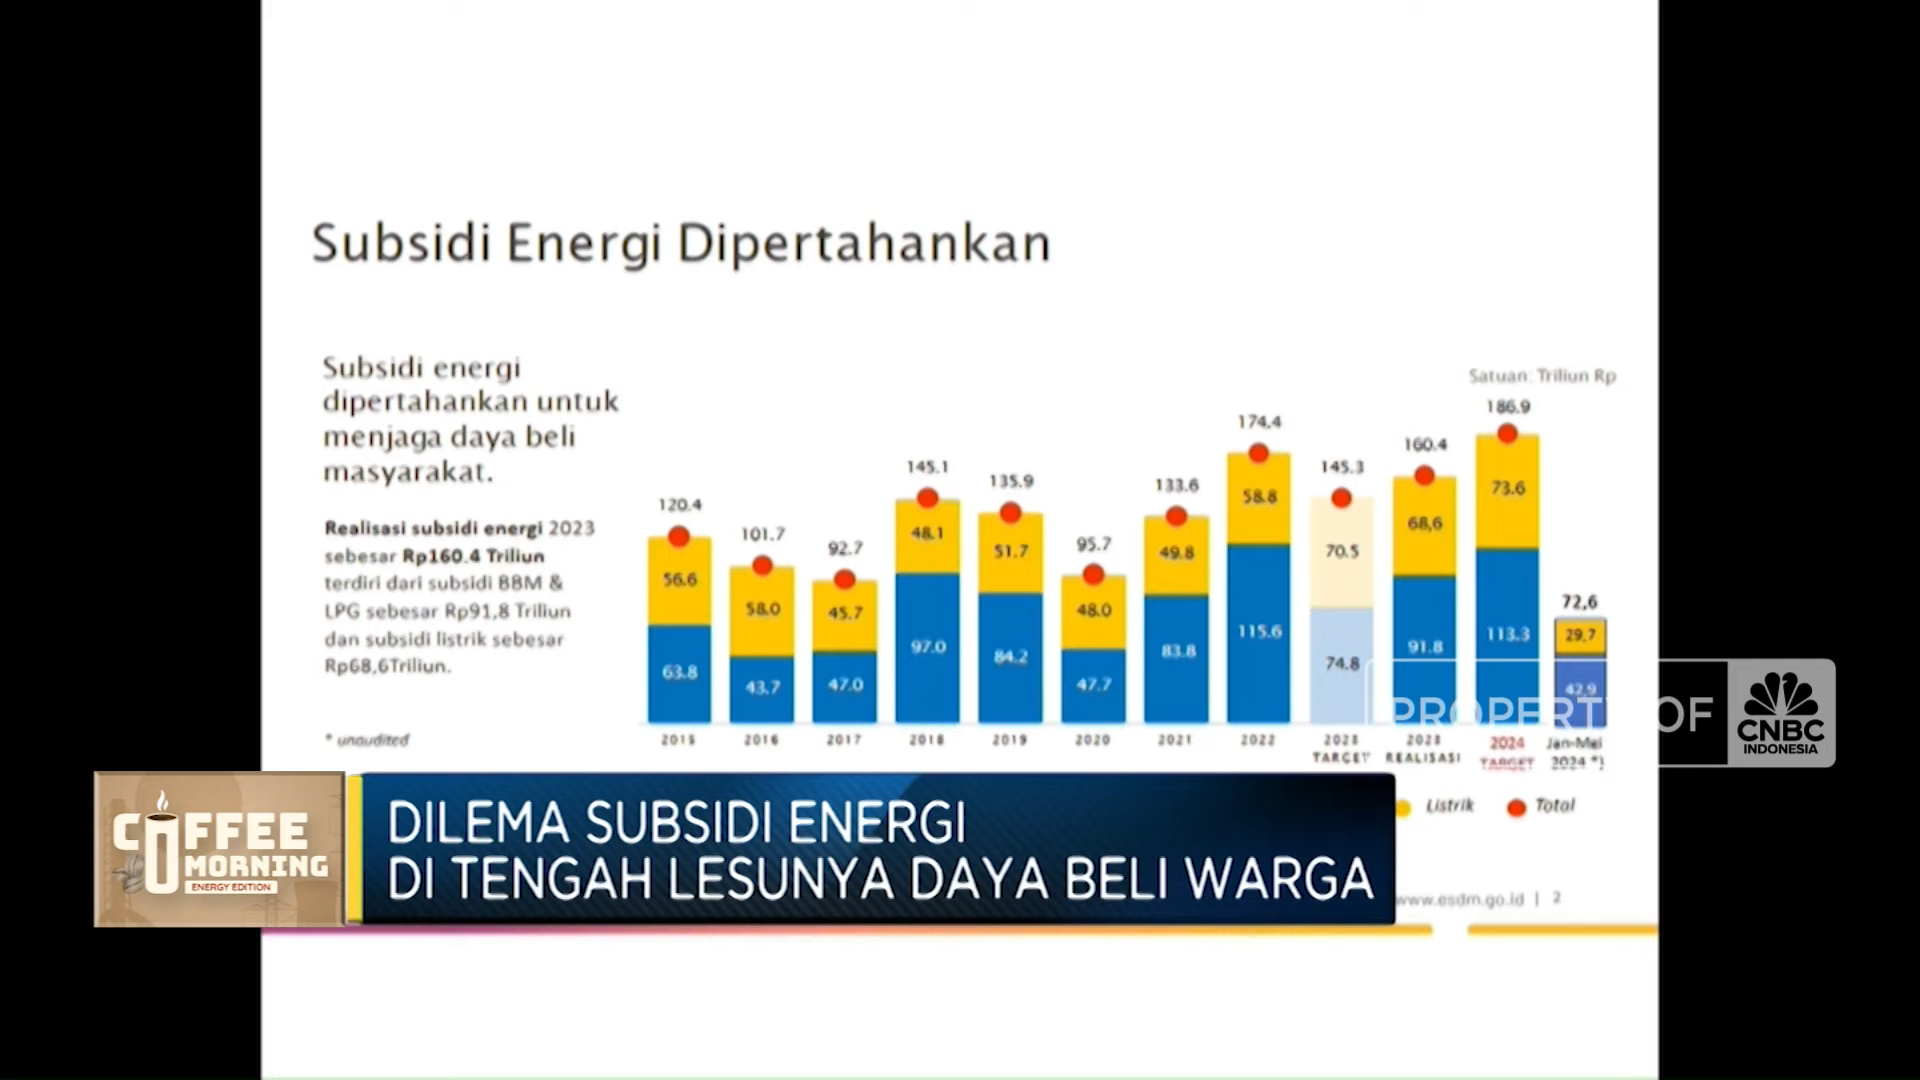 Subsidi Energi Dipertahankan
Subsidi energi
dipertahankan untuk
menjaga daya beli
masyarakat.
Realisasi subsidi energi 2023
sebesar Rp160.4 Triliun
terdiri dari subsidi BBM &
LPG sebesar Rp91,8 Triliun
dan subsidi listrik sebesar
Rp68,6Triliun.
* unaudited
Satuan: Triliun Rp
120.4
56.6
63.8
101.7
58.0
43.7
92.7
45.7
47.0
145.1
48.1
97.0
135.9
51.7
84.2
95.7
48.0
47.7
133.6
49.8
83.8
174.4
58.8
115.6
145.3
70.5
74.8
160.4
68,6
91.8
186.9
73.6
113.3
72,6
29,7
42,9
2015 2016 2017 2018 2019 2020 2021 2022 2023 2023 2024 Jan-Mei
TARGET REALISASI TARGET 2024 *)
Listrik Total
www.esdm.go.id | 2
PROPERTY OF
CNBC
INDONESIA
COFFEE
MORNING
ENERGY EDITION
DILEMA SUBSIDI ENERGI
DI TENGAH LESUNYA DAYA BELI WARGA